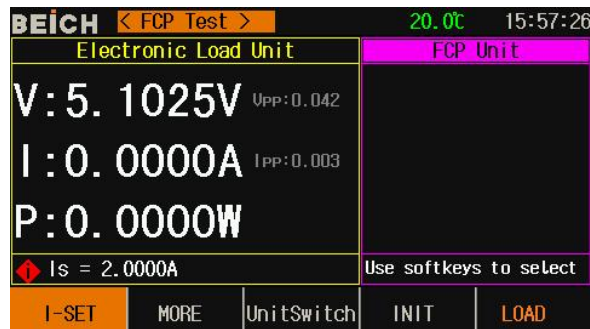 BEICH < FCP Test > 20.0℃ 15:57:26
Electronic Load Unit FCP Unit
V:5.1025V VPP:0.042
I:0.0000A IPP:0.003
P:0.0000W
Is = 2.0000A Use softkeys to select
I-SET MORE UnitSwitch INIT LOAD